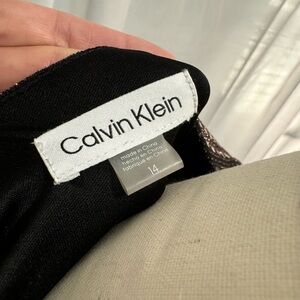 Calvin Klein
made in China
hecho en China
fabriqué en Chine
14